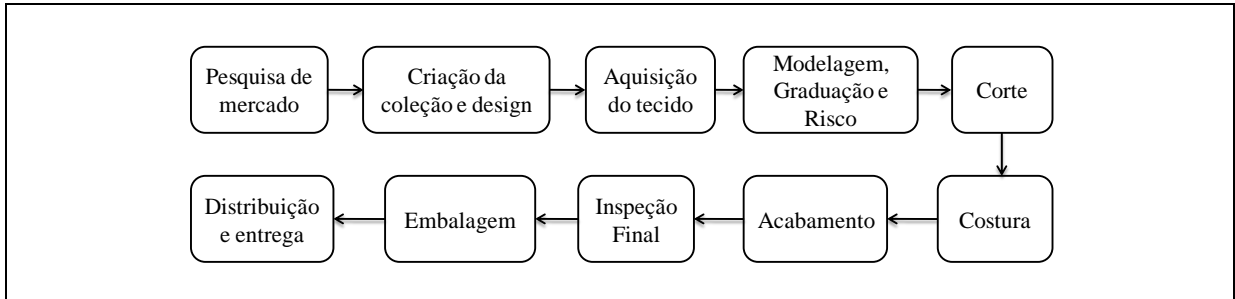 Pesquisa de
mercado
Criação da
coleção e design
Aquisição
do tecido
Modelagem,
Graduação e
Risco
Corte
Costura
Acabamento
Inspeção
Final
Embalagem
Distribuição
e entrega